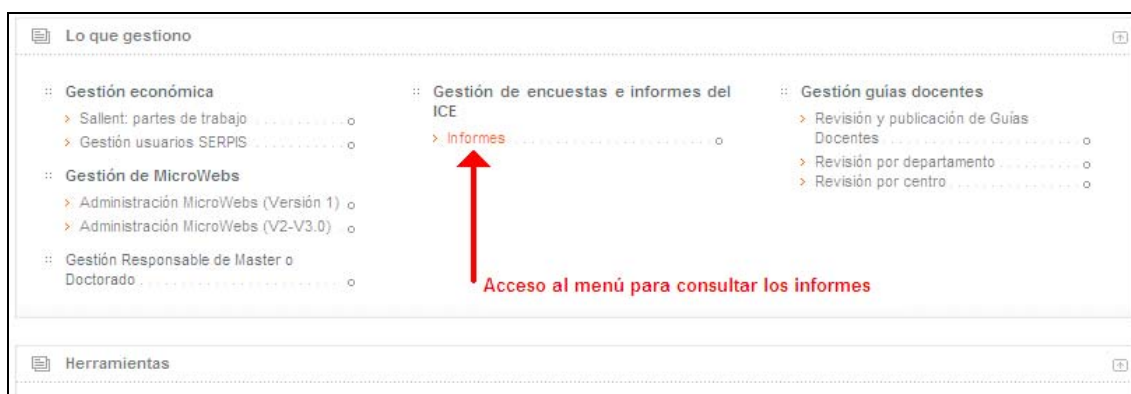 Lo que gestiono
Gestión económica
Sallent: partes de trabajo
Gestión usuarios SERPIS
Gestión de MicroWebs
Administración MicroWebs (Versión 1)
Administración MicroWebs (V2-V3.0)
Gestión Responsable de Master o
Doctorado
Gestión de encuestas e informes del
ICE
Informes
Gestión guías docentes
Revisión y publicación de Guías
Docentes
Revisión por departamento
Revisión por centro
Acceso al menú para consultar los informes
Herramientas